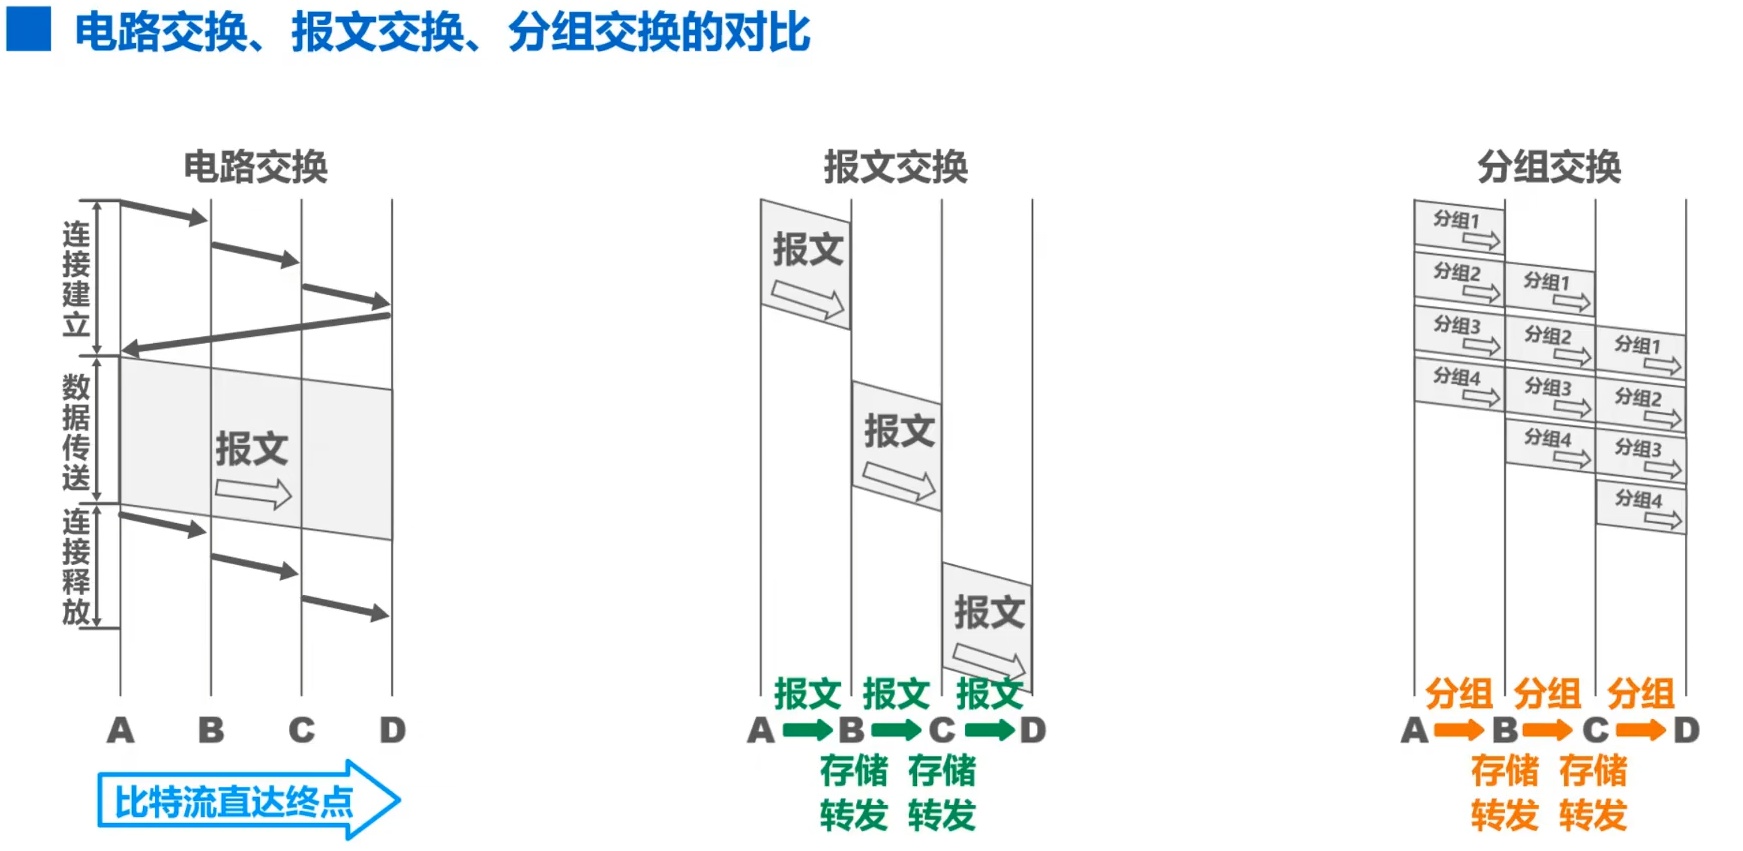 电路交换、报文交换、分组交换的对比
电路交换
连接建立
数据传送
连接释放
报文
A B C D
比特流直达终点
报文交换
报文
报文
报文
报文 报文 报文
A B C D
存储 存储
转发 转发
分组交换
分组1
分组2 分组1
分组3 分组2 分组1
分组4 分组3 分组2
分组4 分组3
分组4
分组 分组 分组
A B C D
存储 存储
转发 转发